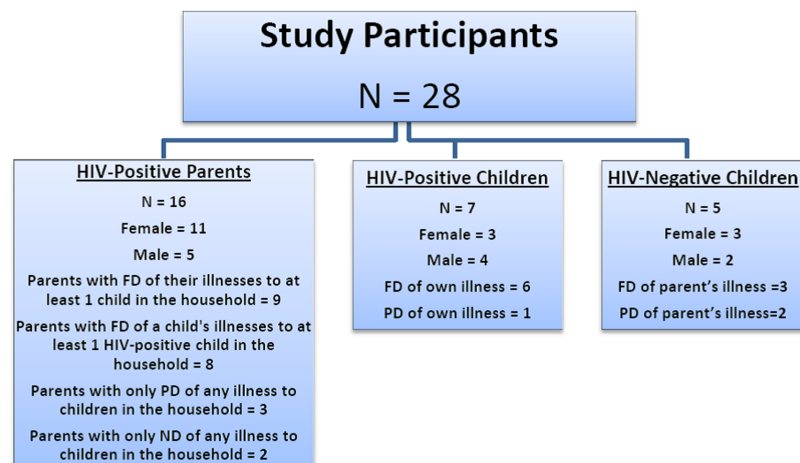 Study Participants
N = 28
HIV-Positive Parents
N = 16
Female = 11
Male = 5
Parents with FD of their illnesses to at
least 1 child in the household = 9
Parents with FD of a child's illnesses to at
least 1 HIV-positive child in the
household = 8
Parents with only PD of any illness to
children in the household = 3
Parents with only ND of any illness to
children in the household = 2
HIV-Positive Children
N = 7
Female = 3
Male = 4
FD of own illness = 6
PD of own illness = 1
HIV-Negative Children
N = 5
Female = 3
Male = 2
FD of parent’s illness =3
PD of parent’s illness=2